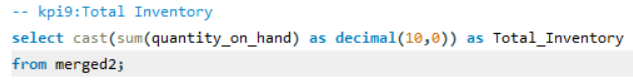 -- kpi9:Total Inventory
select cast(sum(quantity_on_hand) as decimal(10,0)) as Total_Inventory
from merged2;